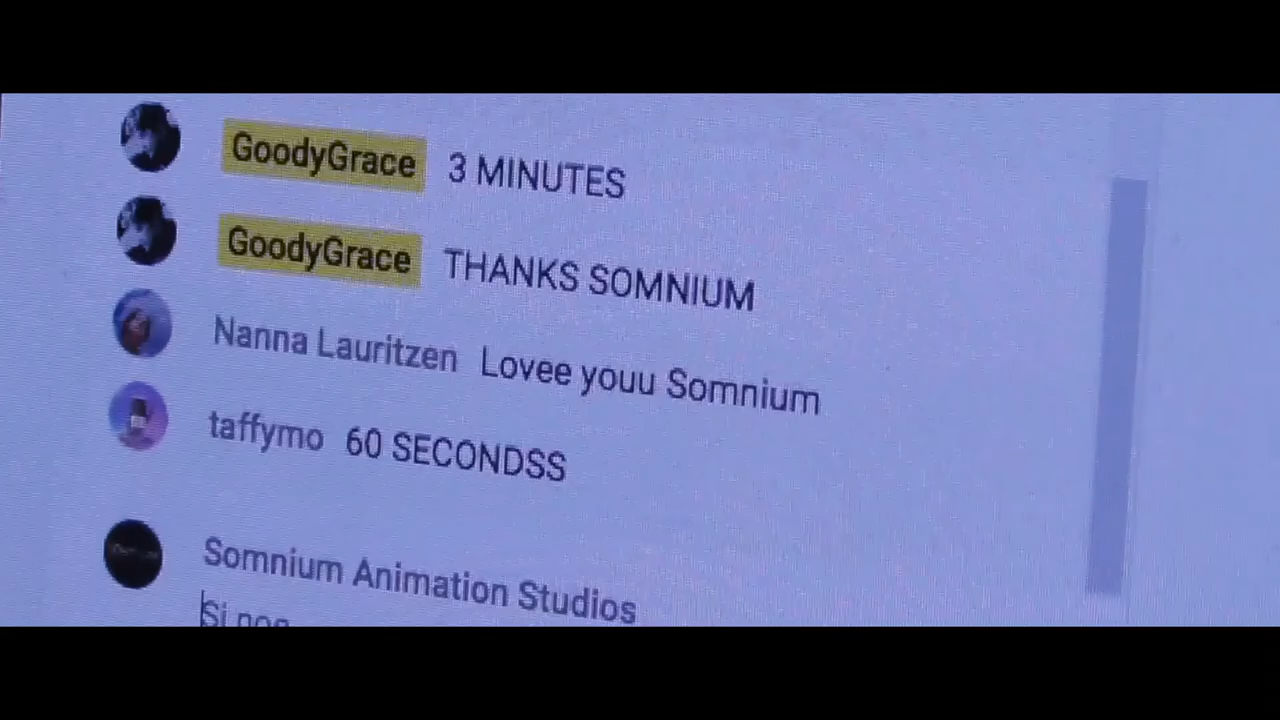 GoodyGrace 3 MINUTES
GoodyGrace THANKS SOMNIUM
Nanna Lauritzen Lovee youu Somnium
taffymo 60 SECONDSS
Somnium Animation Studios